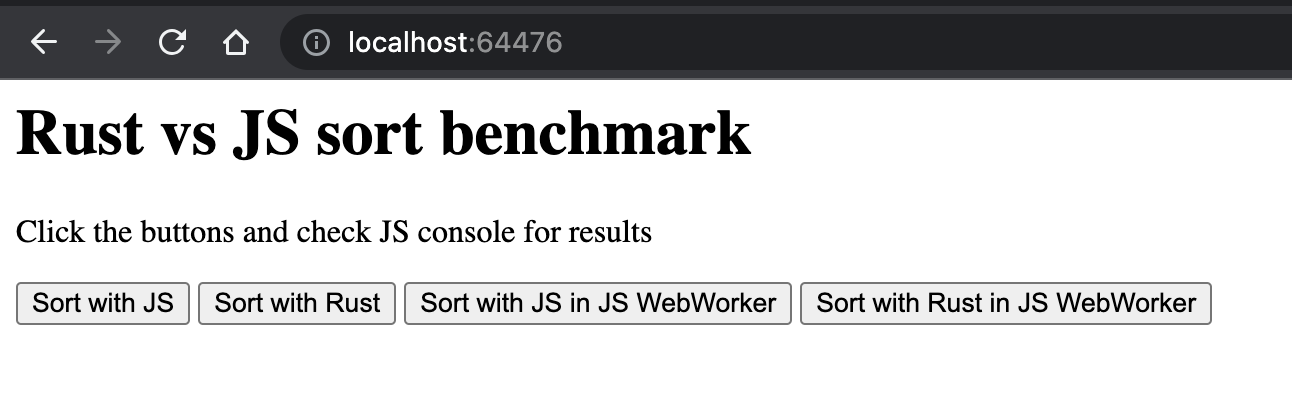 localhost:64476
Rust vs JS sort benchmark
Click the buttons and check JS console for results
Sort with JS Sort with Rust Sort with JS in JS WebWorker Sort with Rust in JS WebWorker